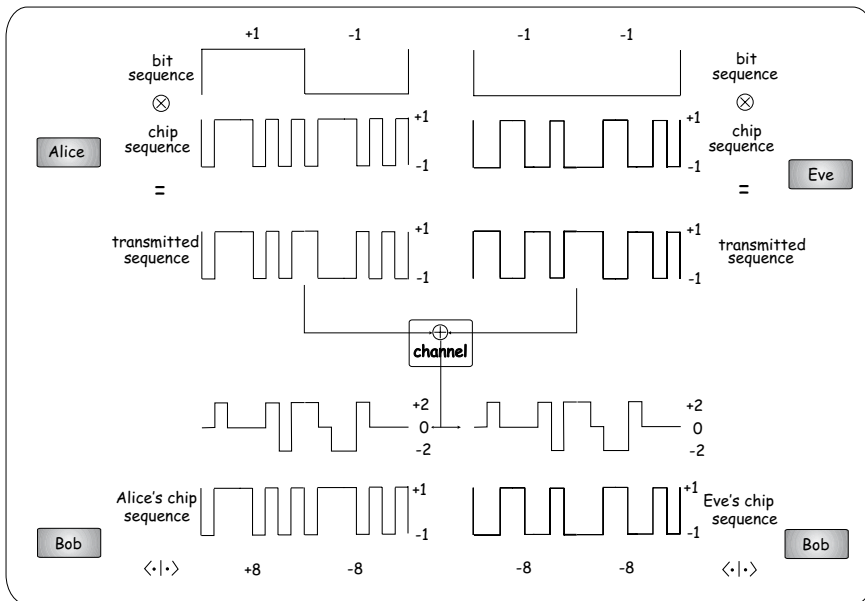 +1 -1 -1 -1
bit
sequence
bit
sequence
⊗
⊗
chip
sequence
+1
-1
+1
-1
chip
sequence
Alice
Eve
=
=
transmitted
sequence
+1
-1
+1
-1
transmitted
sequence
⊕
channel
+2
0
-2
+2
0
-2
Alice's chip
sequence
+1
-1
+1
-1
Eve's chip
sequence
Bob
Bob
⟨·|·⟩ +8 -8 -8 -8 ⟨·|·⟩